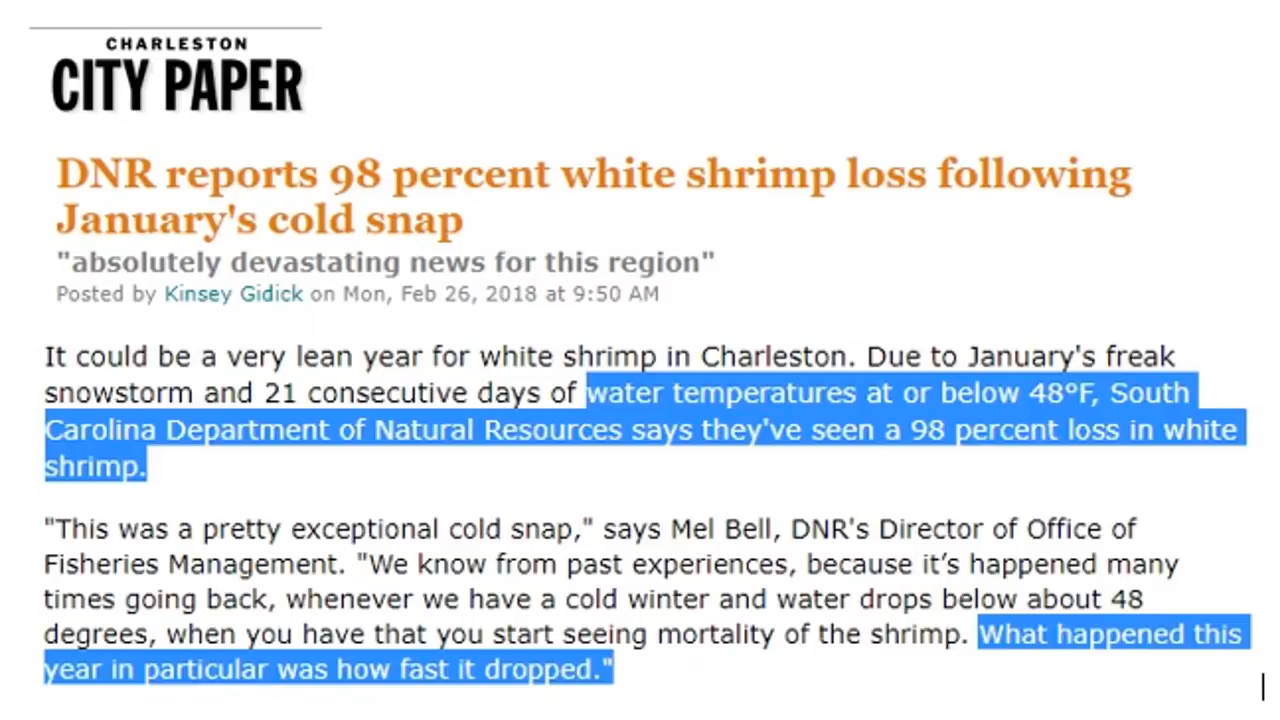 CHARLESTON
CITY PAPER
DNR reports 98 percent white shrimp loss following
January's cold snap
"absolutely devastating news for this region"
Posted by Kinsey Gidick on Mon, Feb 26, 2018 at 9:50 AM
It could be a very lean year for white shrimp in Charleston. Due to January's freak
snowstorm and 21 consecutive days of water temperatures at or below 48°F, South
Carolina Department of Natural Resources says they've seen a 98 percent loss in white
shrimp.
"This was a pretty exceptional cold snap," says Mel Bell, DNR's Director of Office of
Fisheries Management. "We know from past experiences, because it’s happened many
times going back, whenever we have a cold winter and water drops below about 48
degrees, when you have that you start seeing mortality of the shrimp. What happened this
year in particular was how fast it dropped."